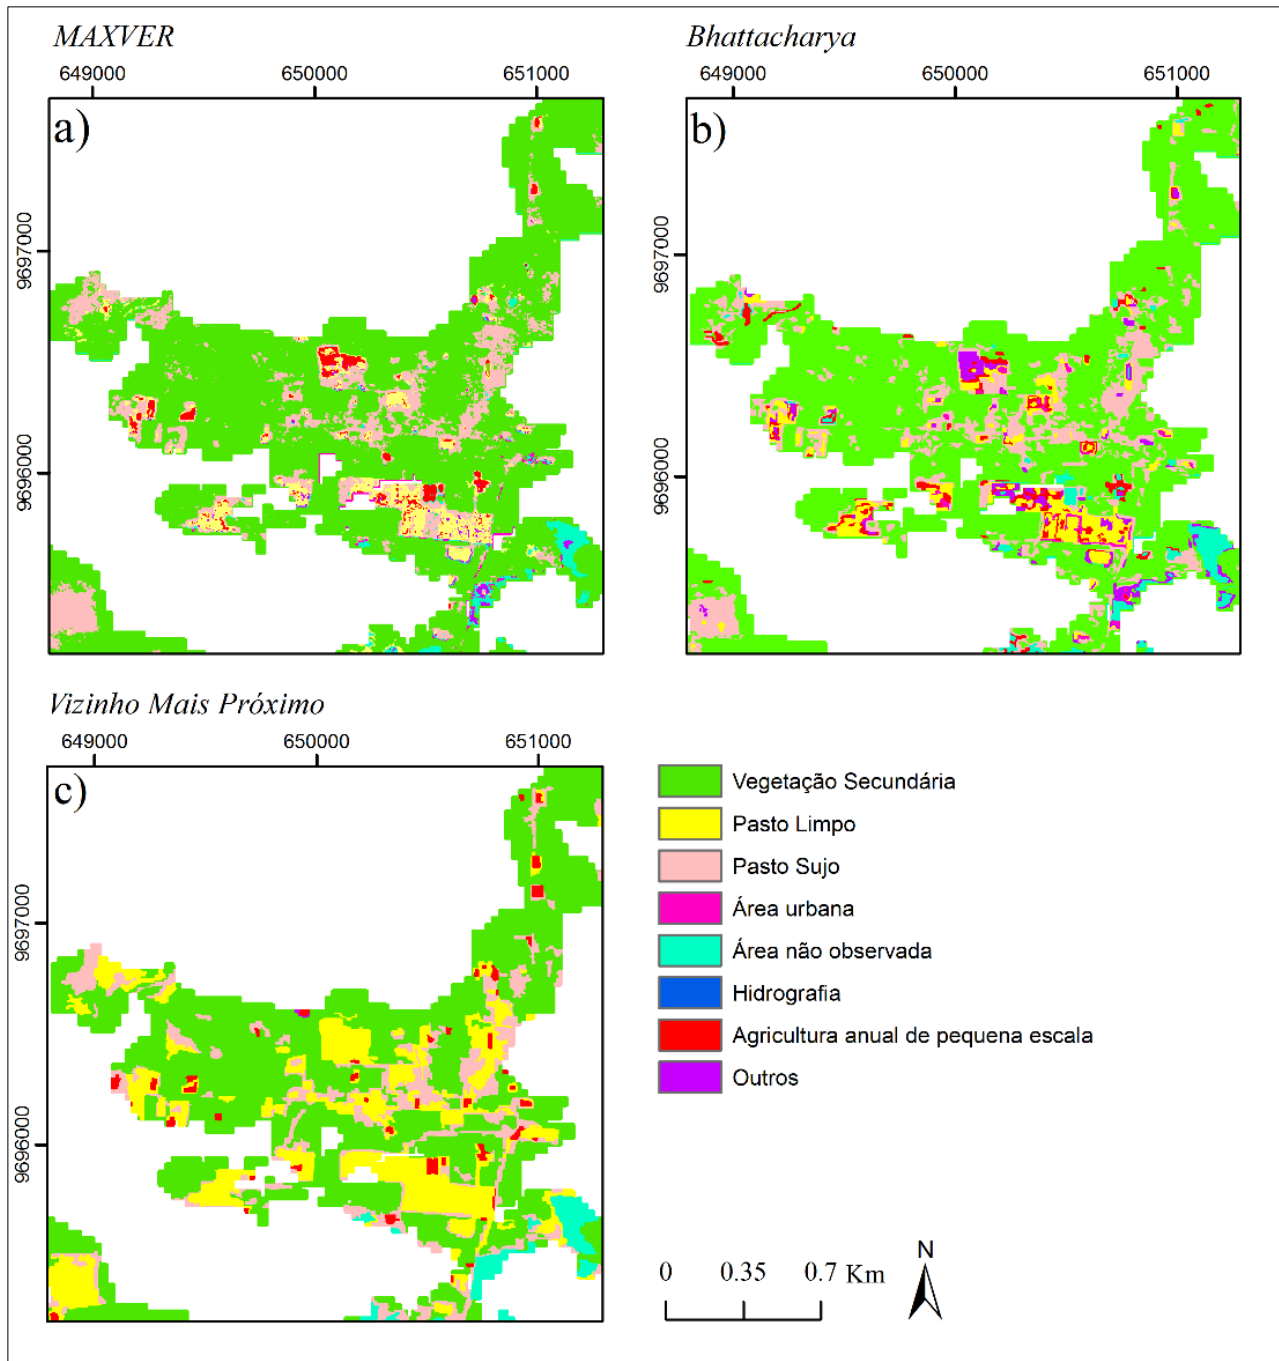 MAXVER
649000 650000 651000
a)
9697000
9696000
Bhattacharya
649000 650000 651000
b)
9697000
9696000
Vizinho Mais Próximo
649000 650000 651000
c)
9697000
9696000
Vegetação Secundária
Pasto Limpo
Pasto Sujo
Área urbana
Área não observada
Hidrografia
Agricultura anual de pequena escala
Outros
0 0.35 0.7 Km
N